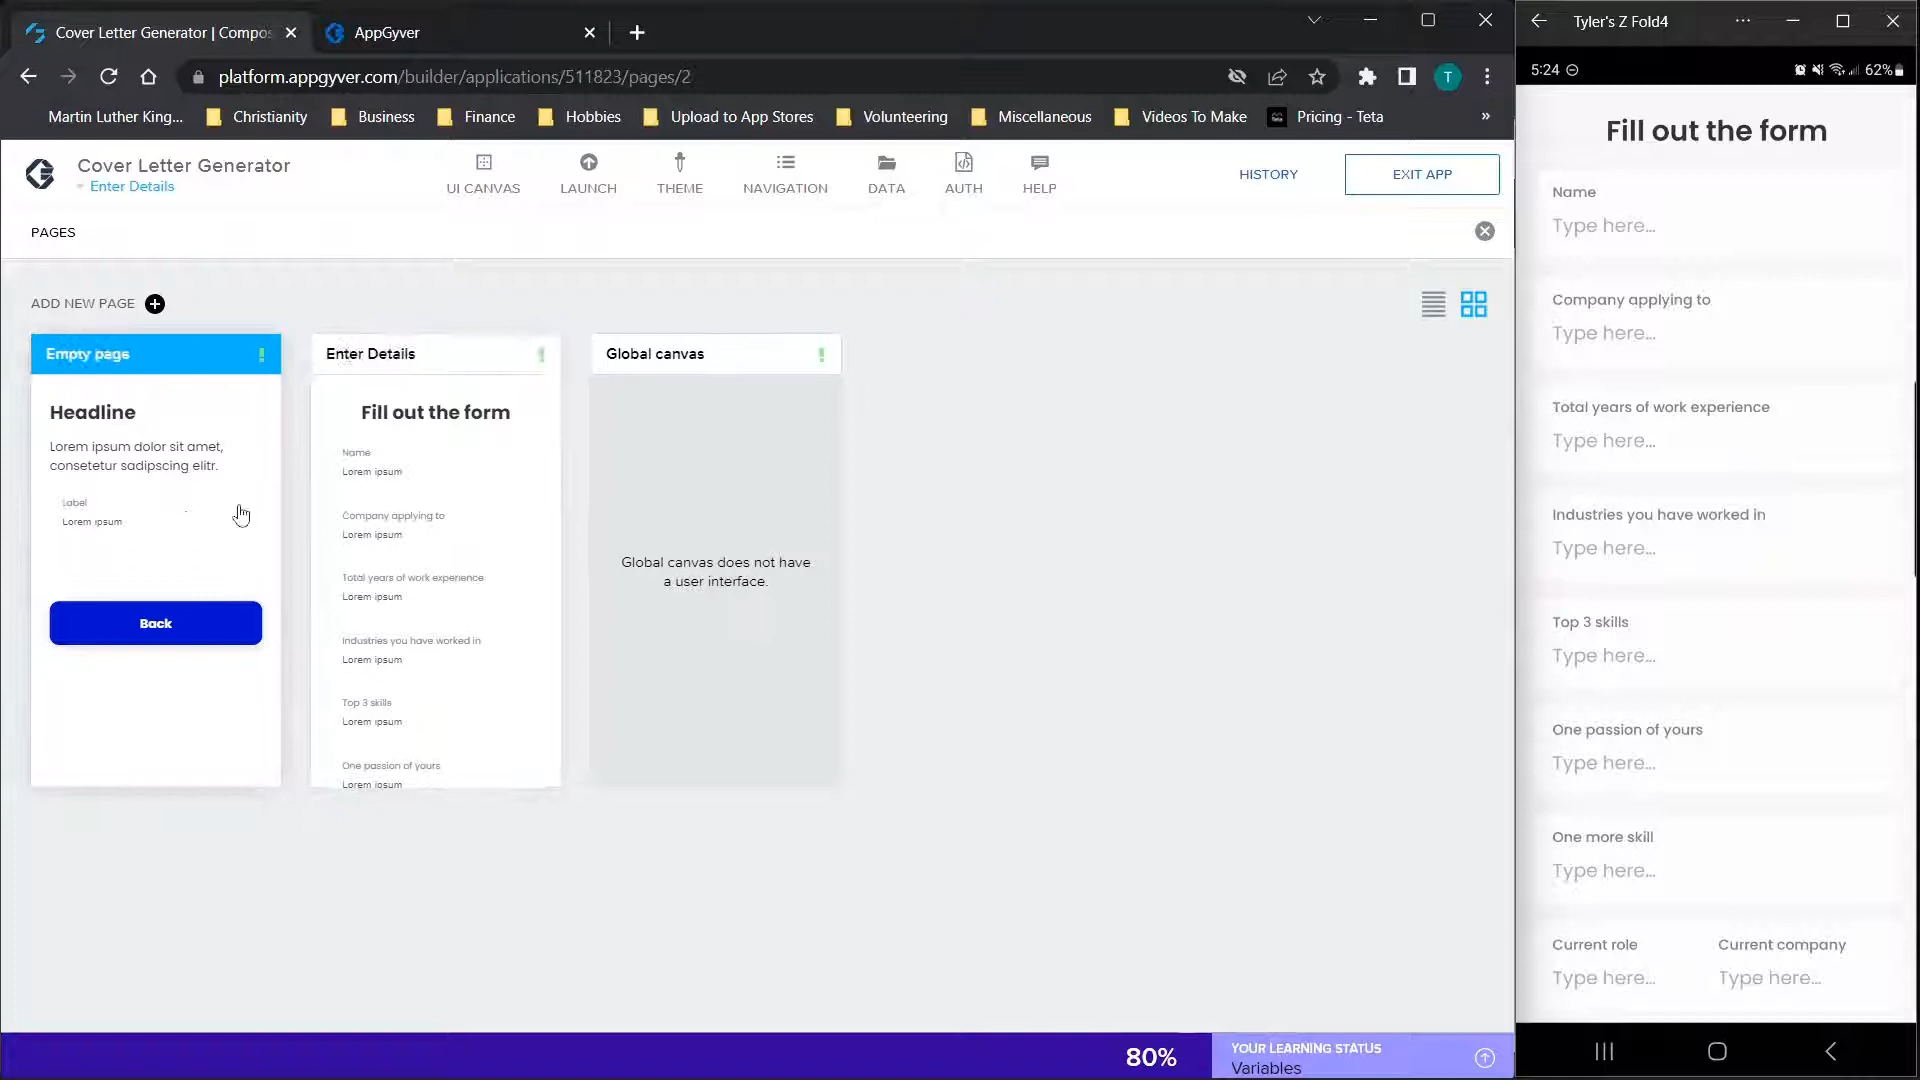 Cover Letter Generator | Compos
AppGyver
platform.appgyver.com/builder/applications/511823/pages/2
T
Martin Luther King...
Christianity
Business
Finance
Hobbies
Upload to App Stores
Volunteering
Miscellaneous
Videos To Make
Pricing - Teta
»
Cover Letter Generator
Enter Details
UI CANVAS
LAUNCH
THEME
NAVIGATION
DATA
AUTH
HELP
HISTORY
EXIT APP
PAGES
ADD NEW PAGE
Empty page
Headline
Lorem ipsum dolor sit amet,
consetetur sadipscing elitr.
Label
Lorem ipsum
Back
Enter Details
Fill out the form
Name
Lorem ipsum
Company applying to
Lorem ipsum
Total years of work experience
Lorem ipsum
Industries you have worked in
Lorem ipsum
Top 3 skills
Lorem ipsum
One passion of yours
Lorem ipsum
Global canvas
Global canvas does not have
a user interface.
80%
YOUR LEARNING STATUS
Variables
Tyler's Z Fold4
5:24
62%
Fill out the form
Name
Type here...
Company applying to
Type here...
Total years of work experience
Type here...
Industries you have worked in
Type here...
Top 3 skills
Type here...
One passion of yours
Type here...
One more skill
Type here...
Current role
Type here...
Current company
Type here...